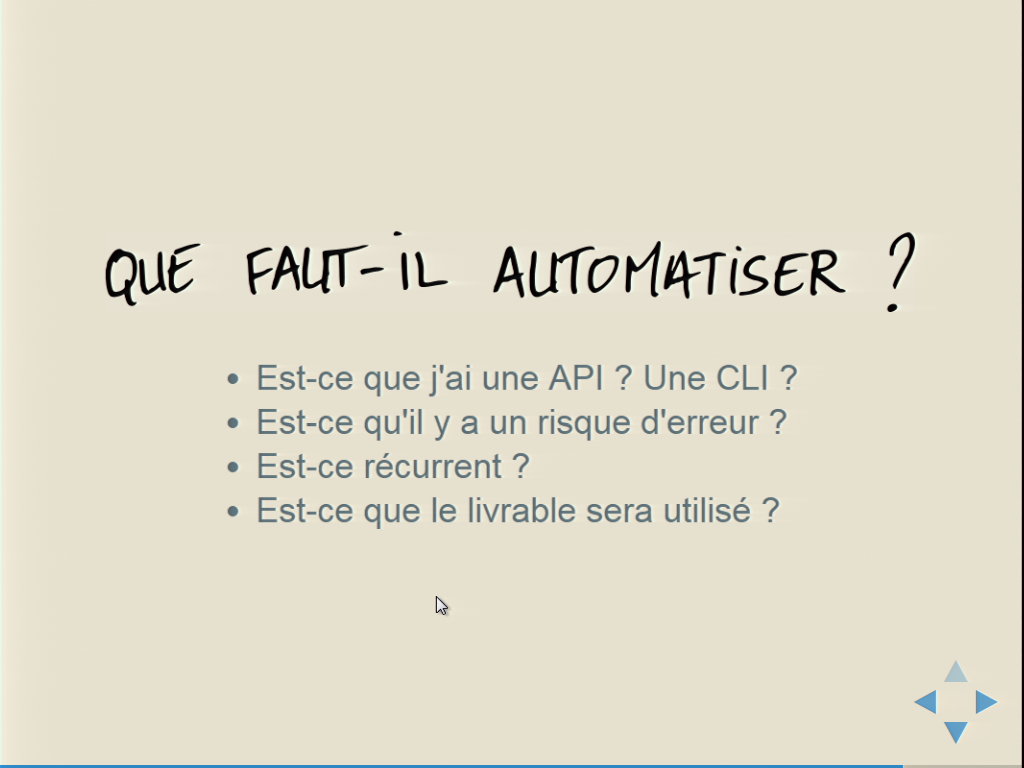 QUE FAUT-iL AUTOMATiSER ?
• Est-ce que j'ai une API ? Une CLI ?
• Est-ce qu'il y a un risque d'erreur ?
• Est-ce récurrent ?
• Est-ce que le livrable sera utilisé ?